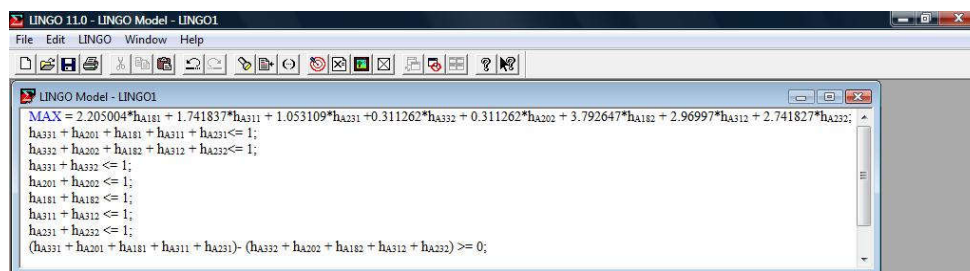 LINGO 11.0 - LINGO Model - LINGO1
File Edit LINGO Window Help
LINGO Model - LINGO1
MAX = 2.205004*hA181 + 1.741837*hA311 + 1.053109*hA231 +0.311262*hA332 + 0.311262*hA202 + 3.792647*hA182 + 2.96997*hA312 + 2.741827*hA232;
hA331 + hA201 + hA181 + hA311 + hA231<= 1;
hA332 + hA202 + hA182 + hA312 + hA232<= 1;
hA331 + hA332 <= 1;
hA201 + hA202 <= 1;
hA181 + hA182 <= 1;
hA311 + hA312 <= 1;
hA231 + hA232 <= 1;
(hA331 + hA201 + hA181 + hA311 + hA231)- (hA332 + hA202 + hA182 + hA312 + hA232) >= 0;